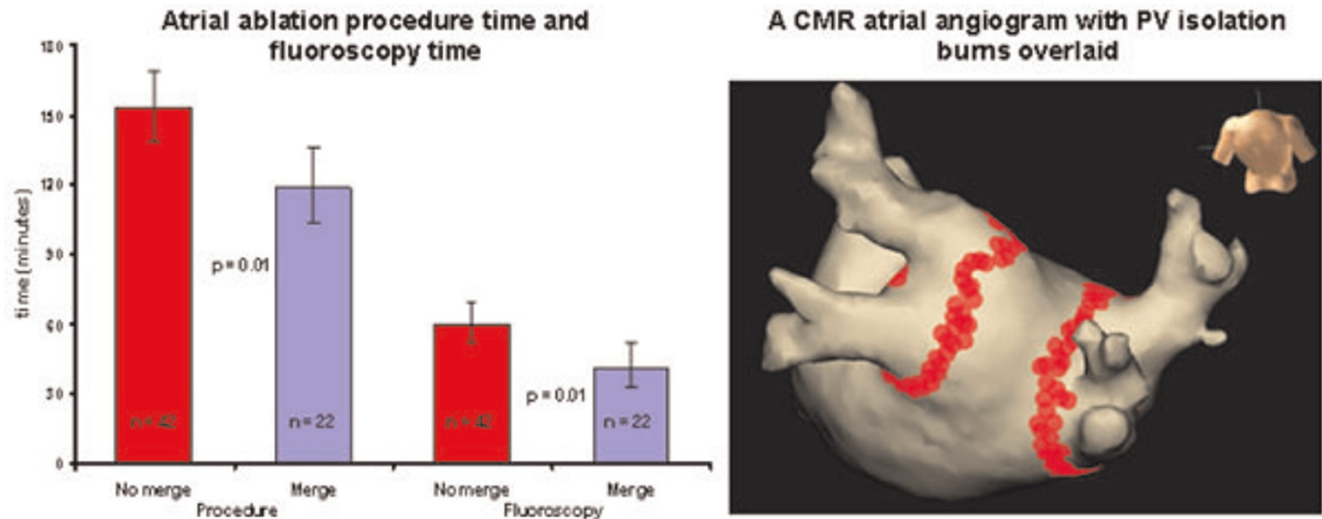 Atrial ablation procedure time and
fluoroscopy time
180
150
120
90
60
30
0
time (minutes)
p = 0.01
p = 0.01
n = 42
n = 22
n = 42
n = 22
No merge
Merge
No merge
Merge
Procedure
Fluoroscopy
A CMR atrial angiogram with PV isolation
burns overlaid